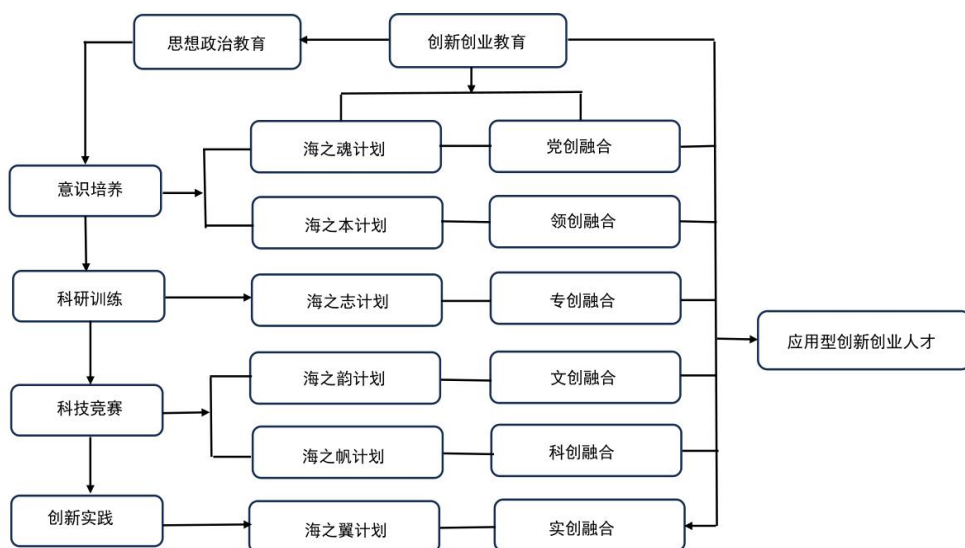 思想政治教育
创新创业教育
海之魂计划
党创融合
意识培养
海之本计划
领创融合
科研训练
海之志计划
专创融合
应用型创新创业人才
海之韵计划
文创融合
科技竞赛
海之帆计划
科创融合
创新实践
海之翼计划
实创融合